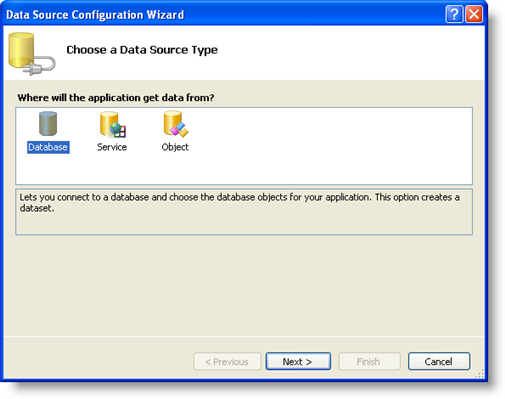 Data Source Configuration Wizard
Choose a Data Source Type
Where will the application get data from?
Database
Service
Object
Lets you connect to a database and choose the database objects for your application. This option creates a
dataset.
< Previous
Next >
Finish
Cancel